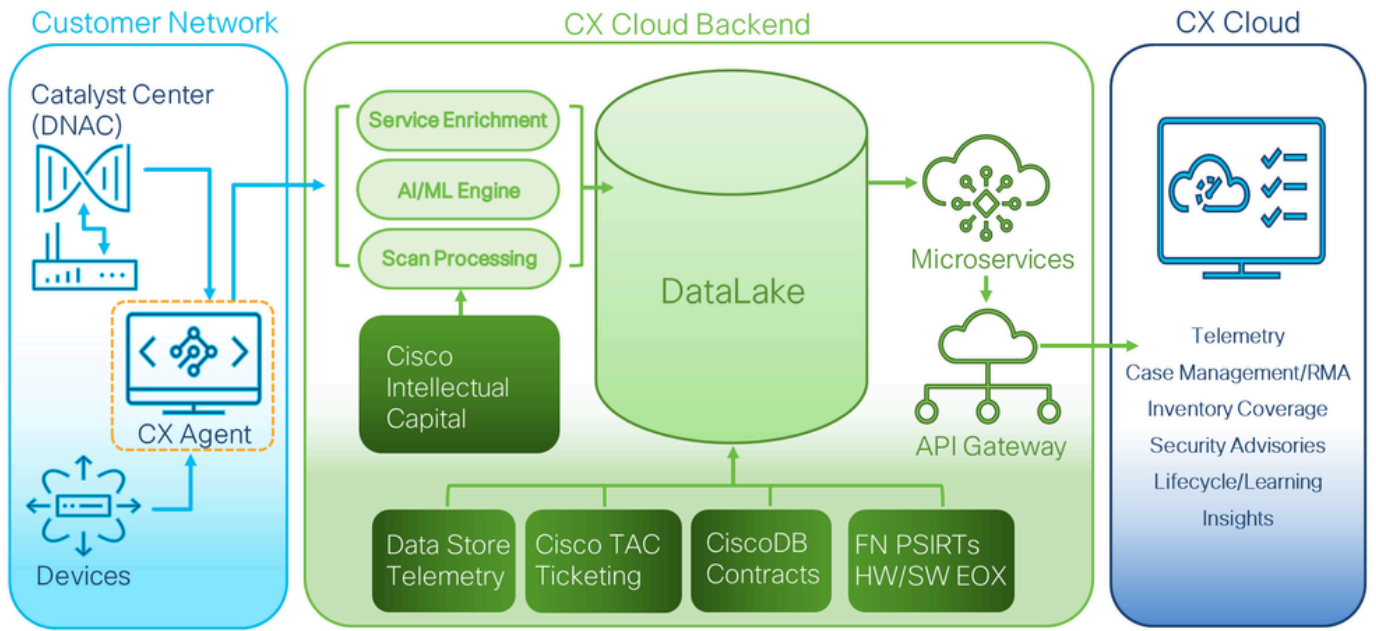 Customer Network
CX Cloud Backend
CX Cloud
Catalyst Center
(DNAC)
CX Agent
Devices
Service Enrichment
AI/ML Engine
Scan Processing
Cisco
Intellectual
Capital
DataLake
Microservices
API Gateway
Data Store
Telemetry
Cisco TAC
Ticketing
CiscoDB
Contracts
FN PSIRTs
HW/SW EOX
Telemetry
Case Management/RMA
Inventory Coverage
Security Advisories
Lifecycle/Learning
Insights